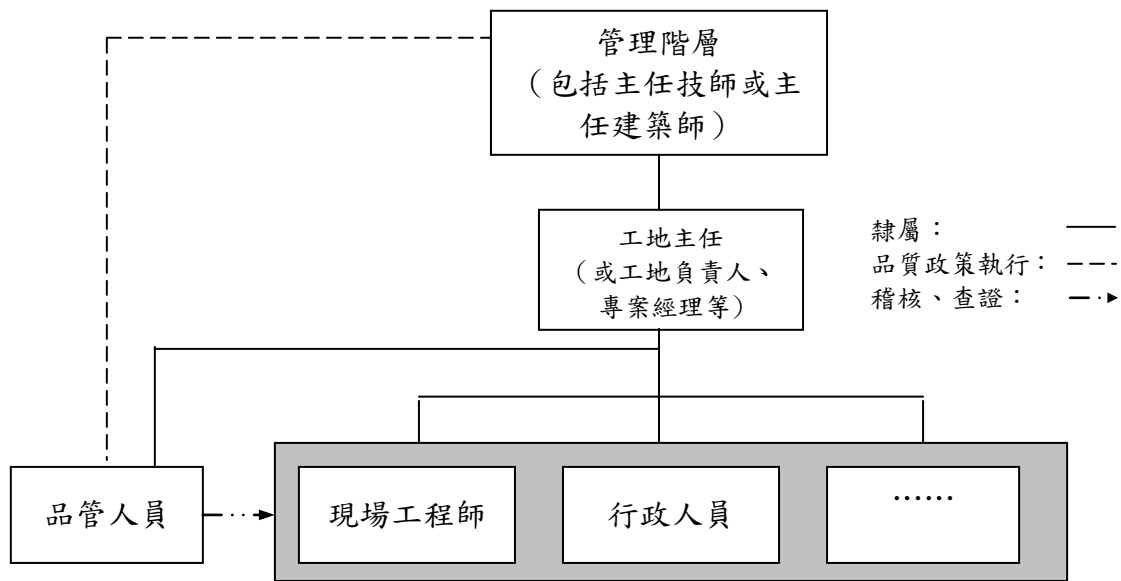 管理階層
（包括主任技師或主
任建築師）
工地主任
（或工地負責人、
專案經理等）
隸屬：
品質政策執行：
稽核、查證：
品管人員
現場工程師
行政人員
……